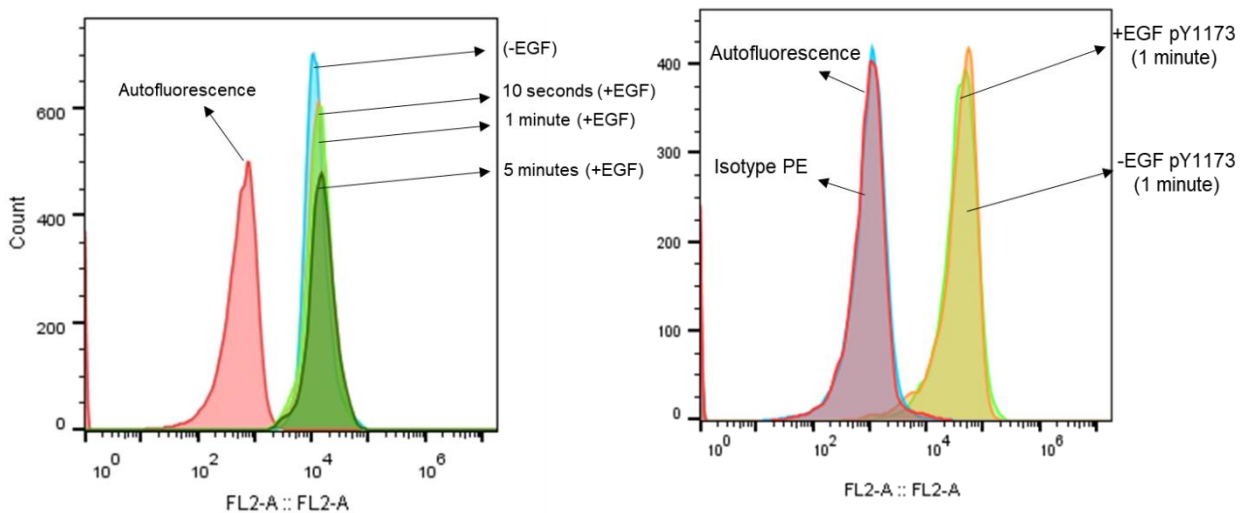 (-EGF)
Autofluorescence
10 seconds (+EGF)
1 minute (+EGF)
5 minutes (+EGF)
600
400
200
0
Count
10^0 10^2 10^4 10^6
FL2-A :: FL2-A
+EGF pY1173
(1 minute)
Autofluorescence
Isotype PE
-EGF pY1173
(1 minute)
400
300
200
100
0
10^0 10^2 10^4 10^6
FL2-A :: FL2-A